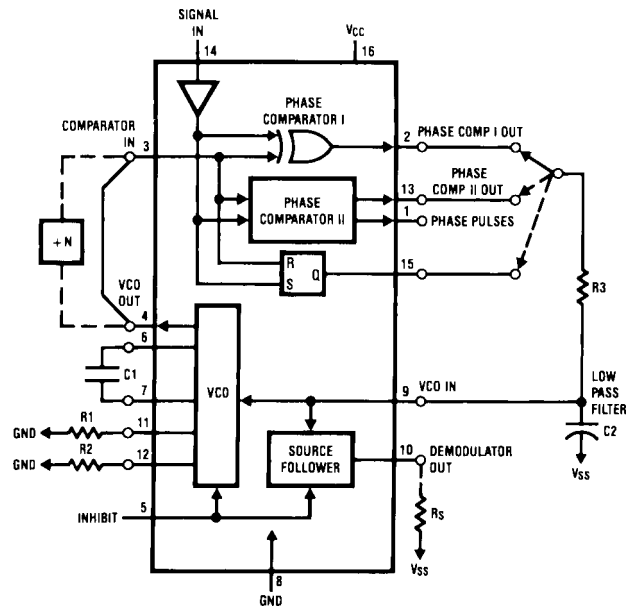 SIGNAL
IN
14
VCC
16
COMPARATOR
IN
3
PHASE
COMPARATOR I
2
PHASE COMP I OUT
PHASE
COMP II OUT
13
PHASE
COMPARATOR II
1
PHASE PULSES
+N
R
S
Q
15
R3
VCO
OUT
4
6
C1
7
VCO
9
VCO IN
LOW
PASS
FILTER
C2
VSS
GND
R1
11
GND
R2
12
SOURCE
FOLLOWER
10
DEMODULATOR
OUT
INHIBIT
5
RS
VSS
8
GND